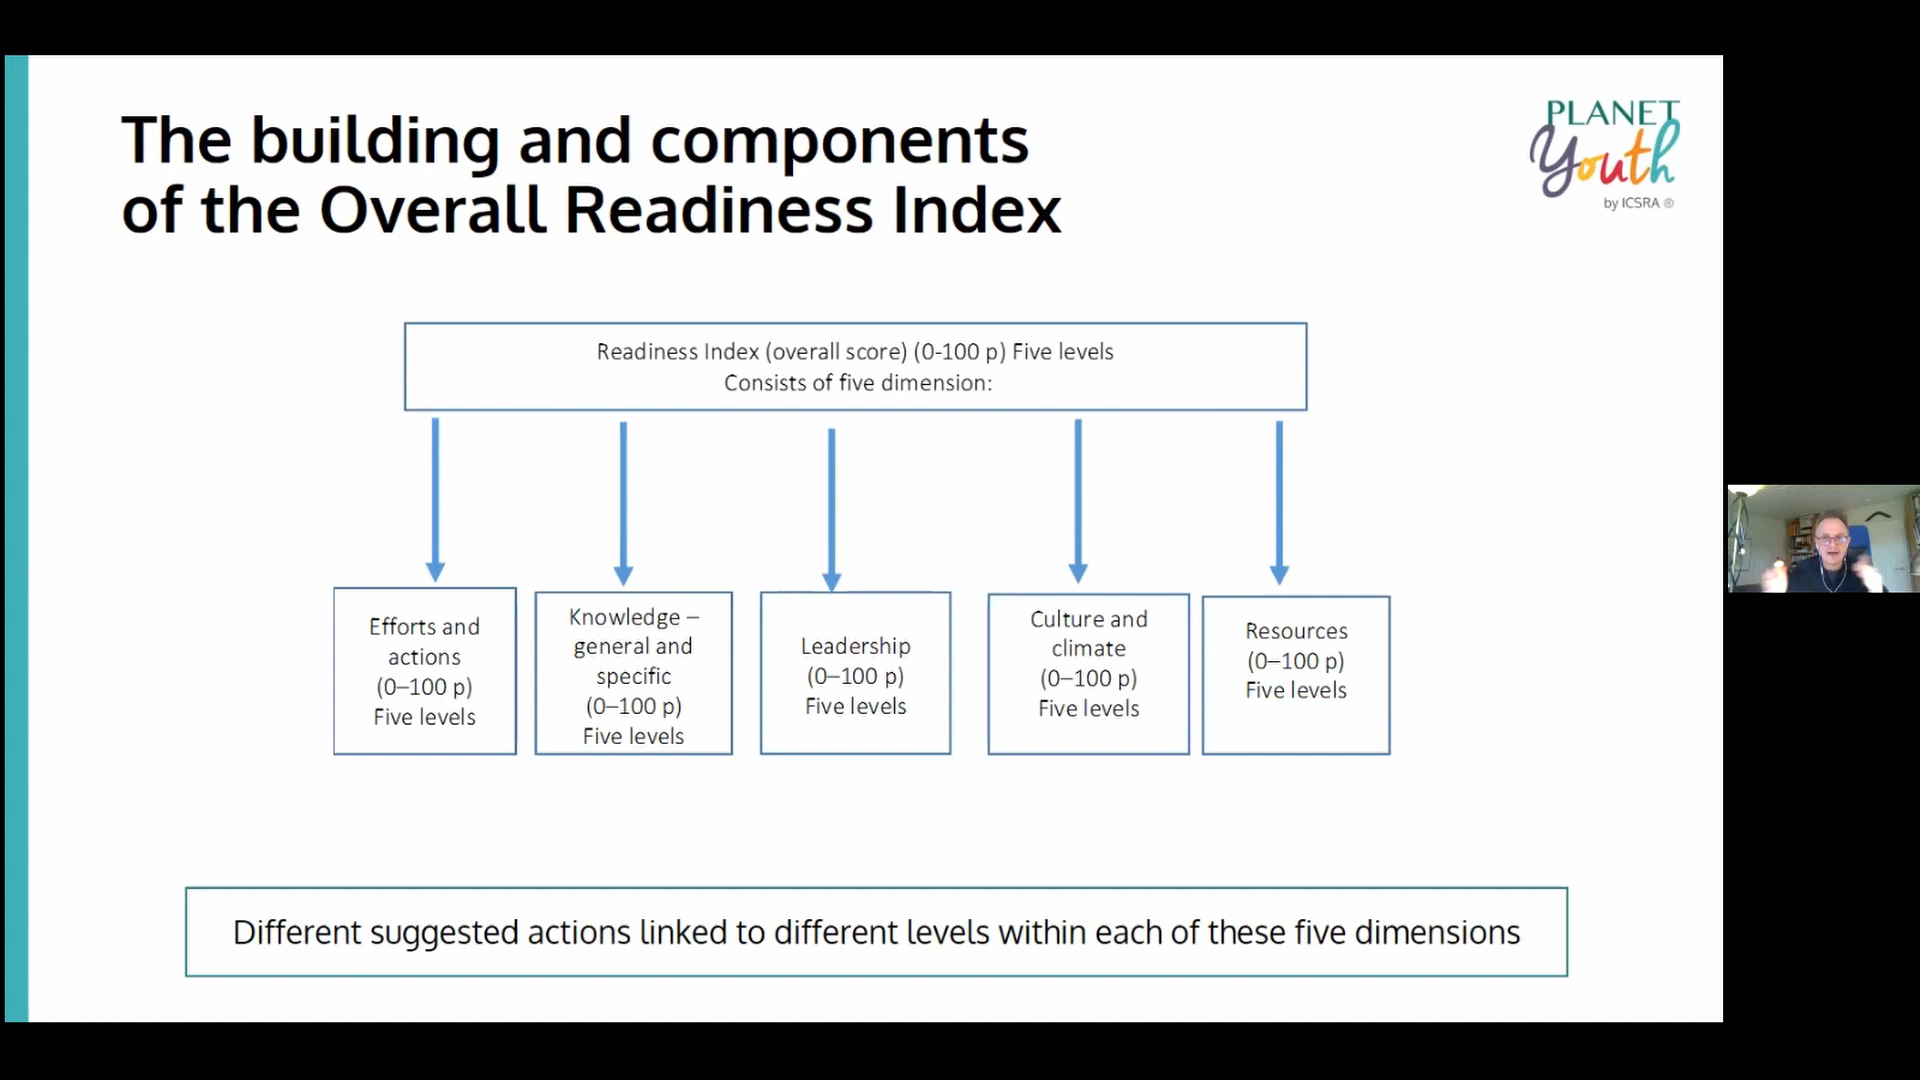 The building and components
of the Overall Readiness Index
PLANET
Youth
by ICSRA ®
Readiness Index (overall score) (0-100 p) Five levels
Consists of five dimension:
Efforts and
actions
(0–100 p)
Five levels
Knowledge –
general and
specific
(0–100 p)
Five levels
Leadership
(0–100 p)
Five levels
Culture and
climate
(0–100 p)
Five levels
Resources
(0–100 p)
Five levels
Different suggested actions linked to different levels within each of these five dimensions